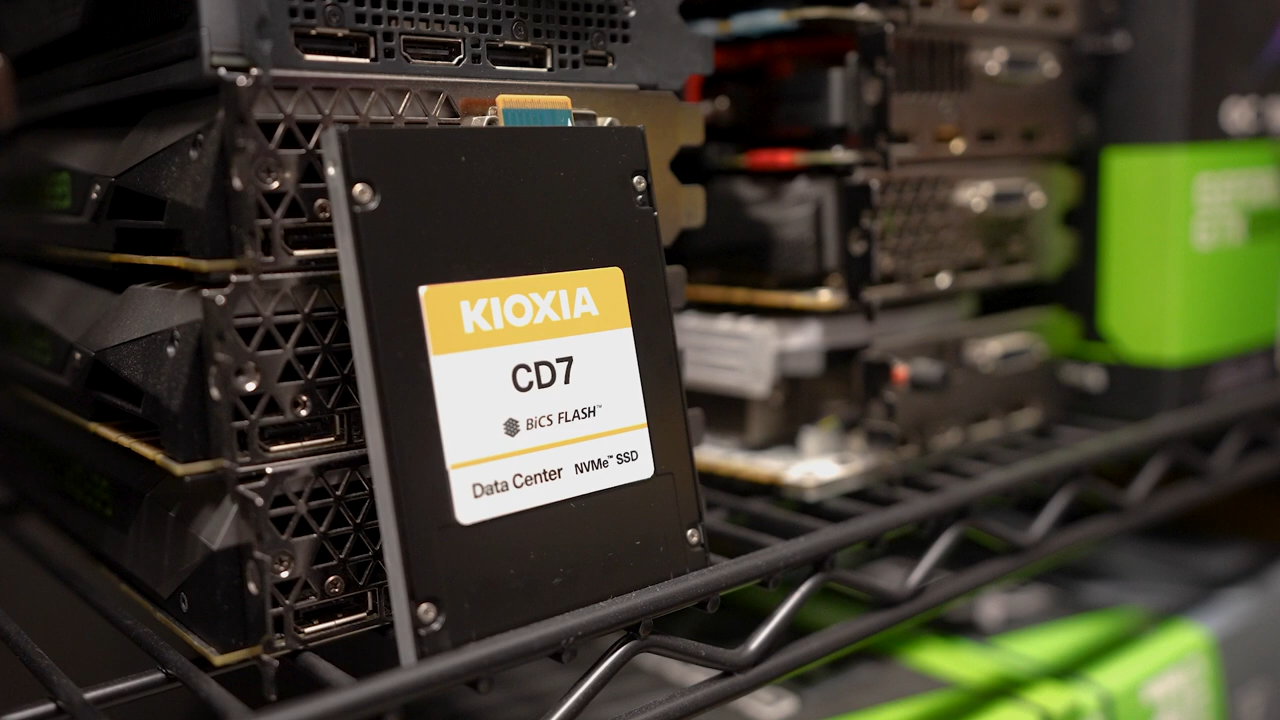 KIOXIA
CD7
BiCS FLASH™
Data Center NVMe™ SSD